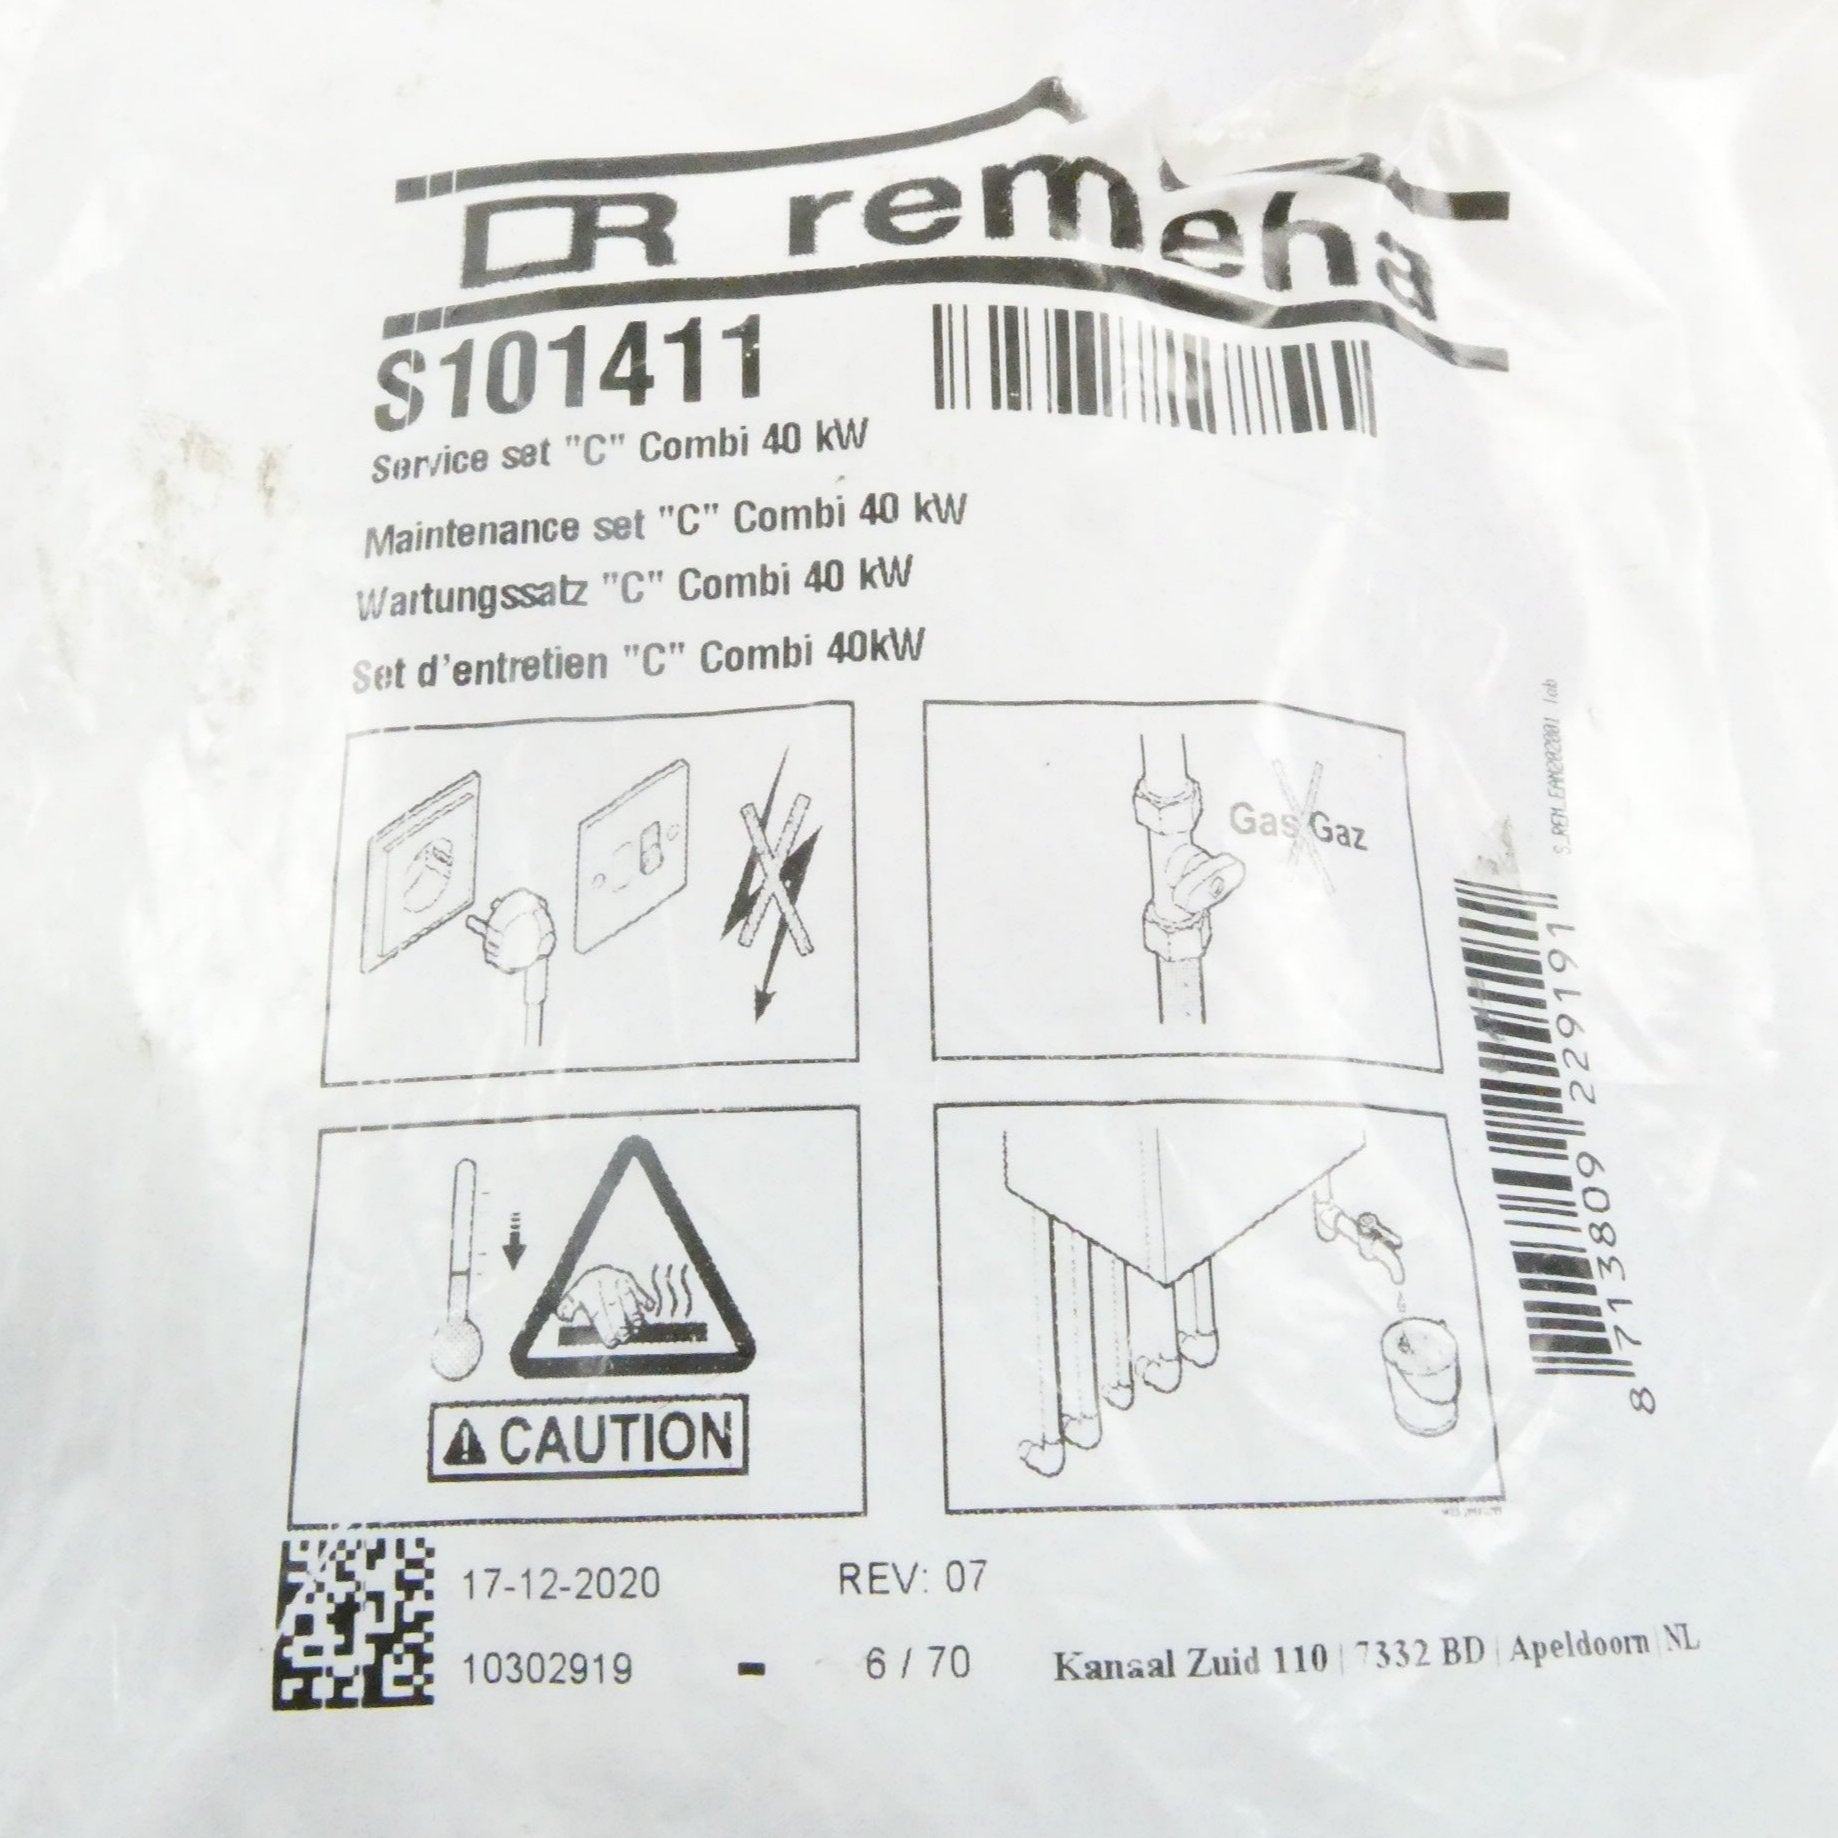 remeha
S101411
Service set "C" Combi 40 kW
Maintenance set "C" Combi 40 kW
Wartungssatz "C" Combi 40 kW
Set d'entretien "C" Combi 40kW
Gas Gaz
CAUTION
8 713809 229191
17-12-2020 REV: 07
10302919 - 6 / 70
Kanaal Zuid 110 | 7332 BD | Apeldoorn | NL